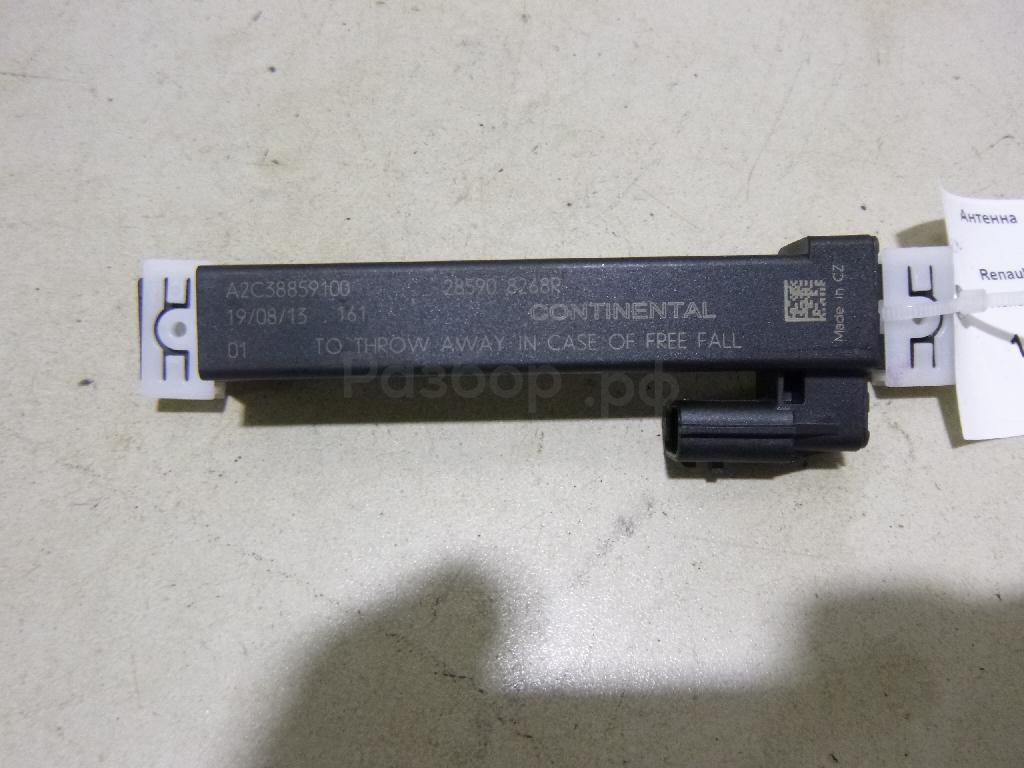 A2C38859100 28590 8268R
19/08/13 161 CONTINENTAL
01 TO THROW AWAY IN CASE OF FREE FALL
Made in CZ
Разбор.рф
Антенна
Renault